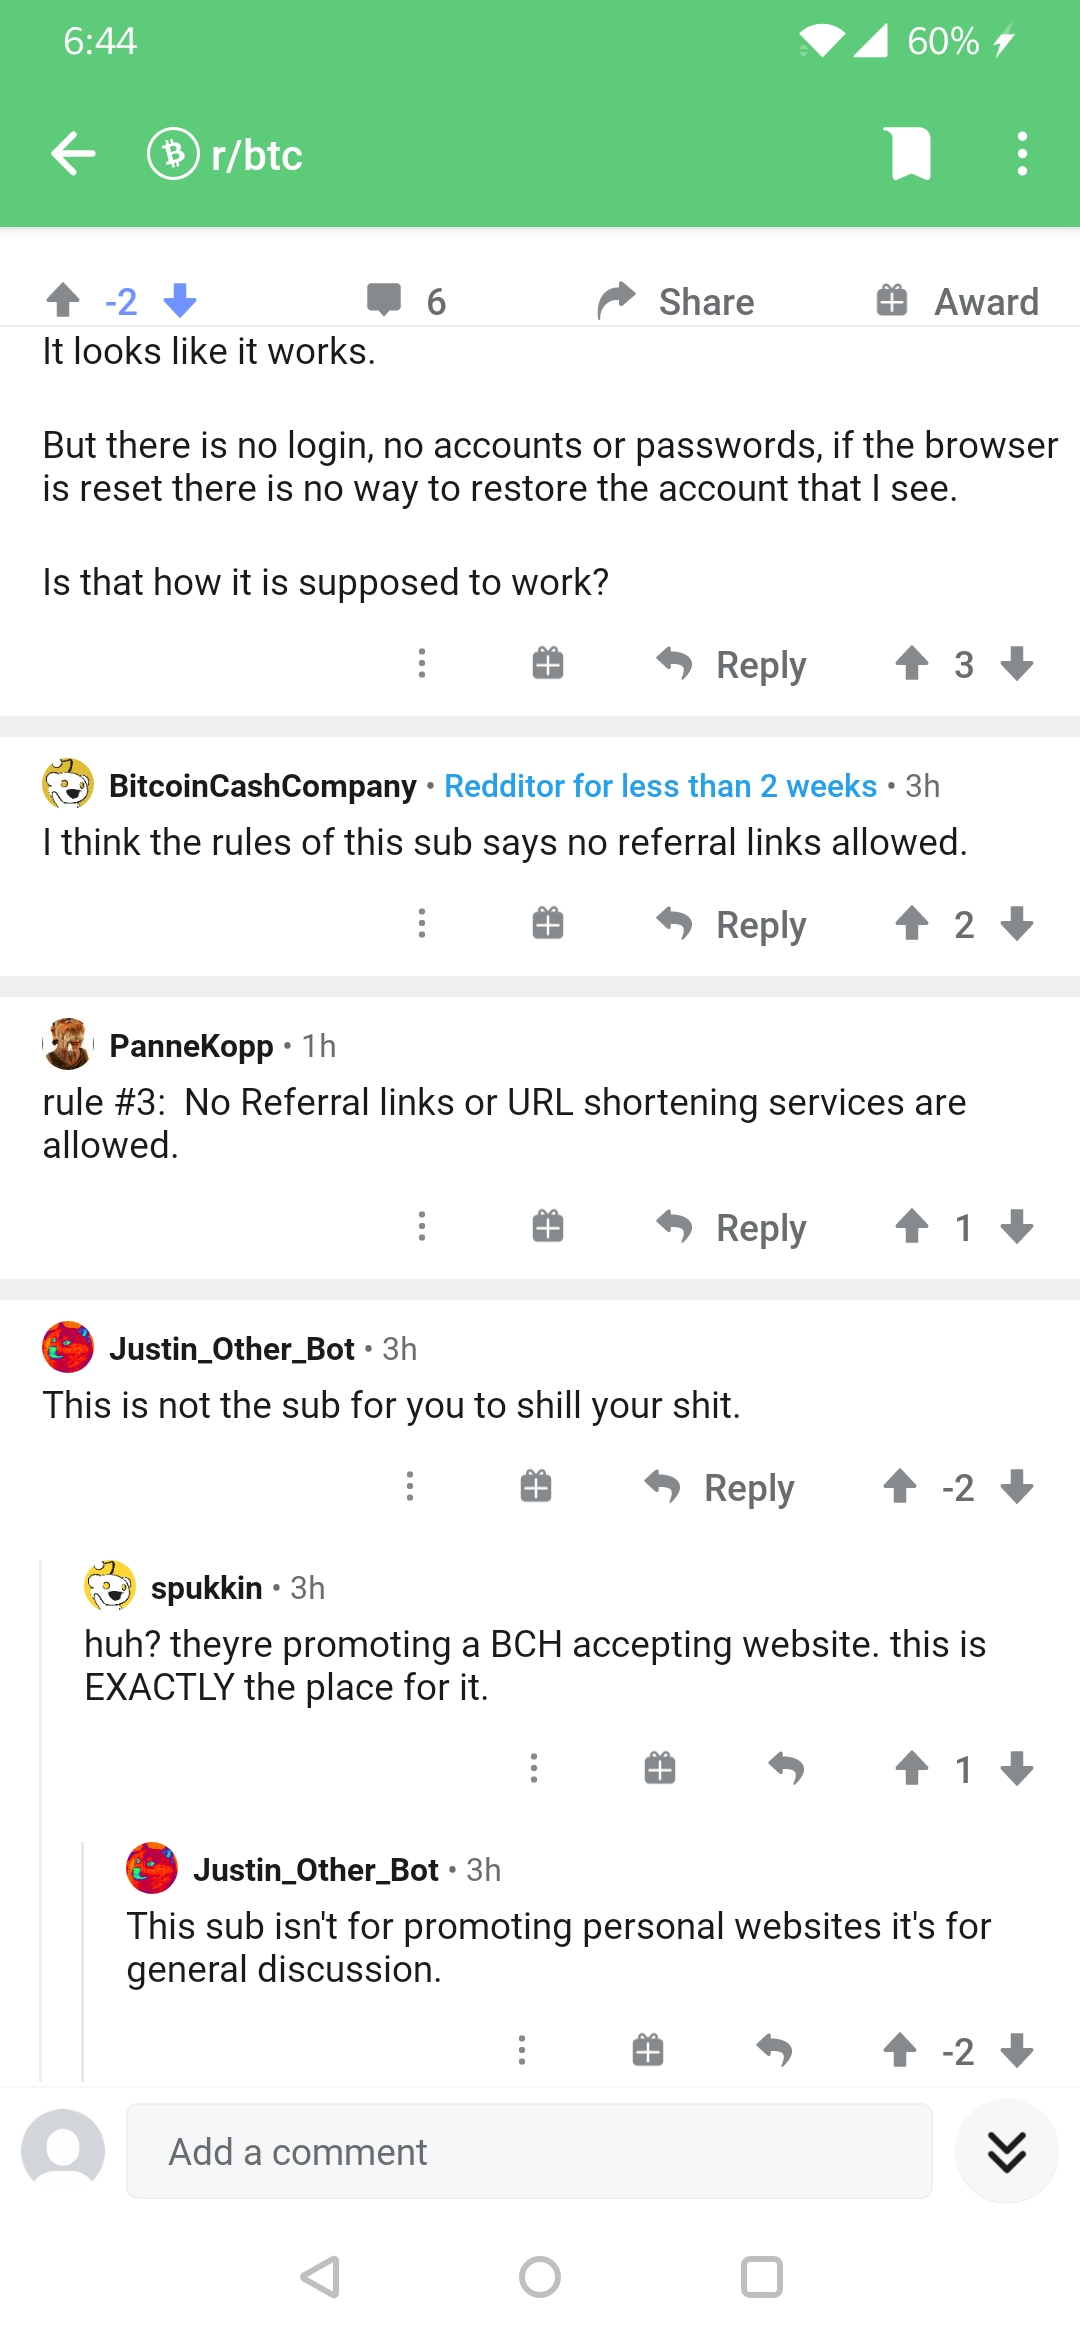 6:44
60%
r/btc
-2
6
Share
Award
It looks like it works.
But there is no login, no accounts or passwords, if the browser
is reset there is no way to restore the account that I see.
Is that how it is supposed to work?
Reply
3
BitcoinCashCompany • Redditor for less than 2 weeks • 3h
I think the rules of this sub says no referral links allowed.
Reply
2
PanneKopp • 1h
rule #3:  No Referral links or URL shortening services are
allowed.
Reply
1
Justin_Other_Bot • 3h
This is not the sub for you to shill your shit.
Reply
-2
spukkin • 3h
huh? theyre promoting a BCH accepting website. this is
EXACTLY the place for it.
1
Justin_Other_Bot • 3h
This sub isn't for promoting personal websites it's for
general discussion.
-2
Add a comment